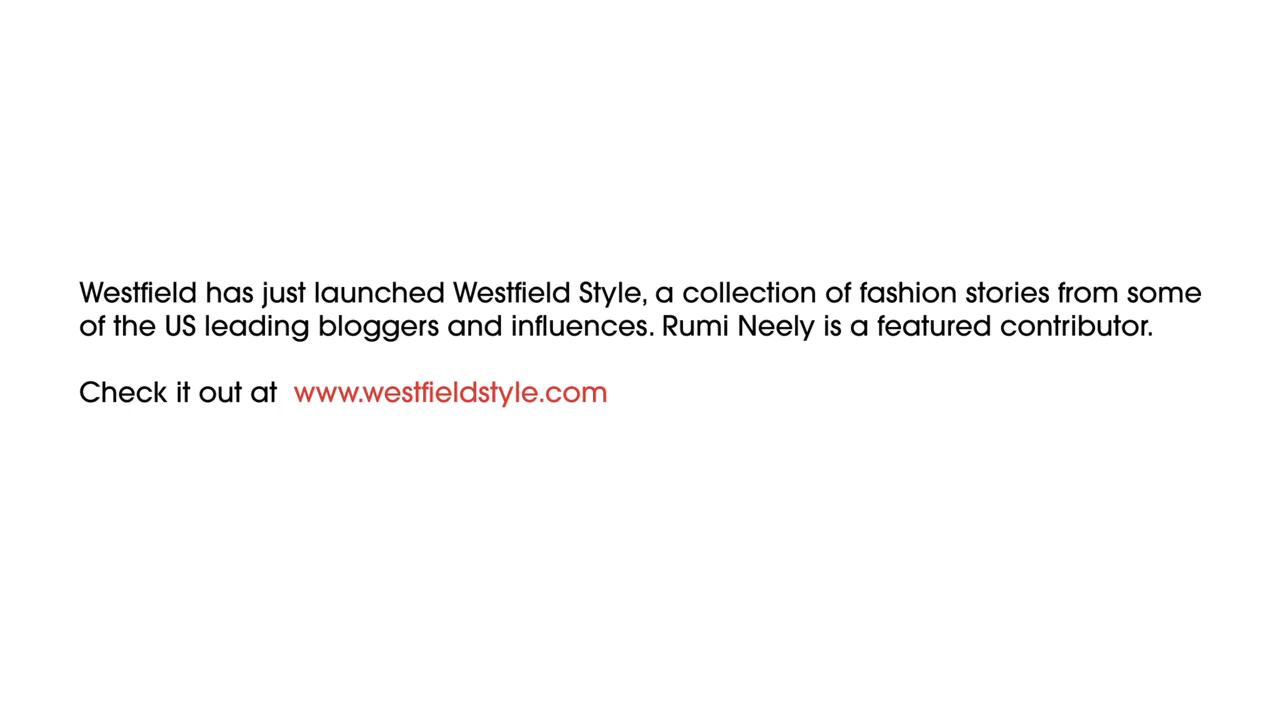 Westfield has just launched Westfield Style, a collection of fashion stories from some
of the US leading bloggers and influences. Rumi Neely is a featured contributor.
Check it out at www.westfieldstyle.com